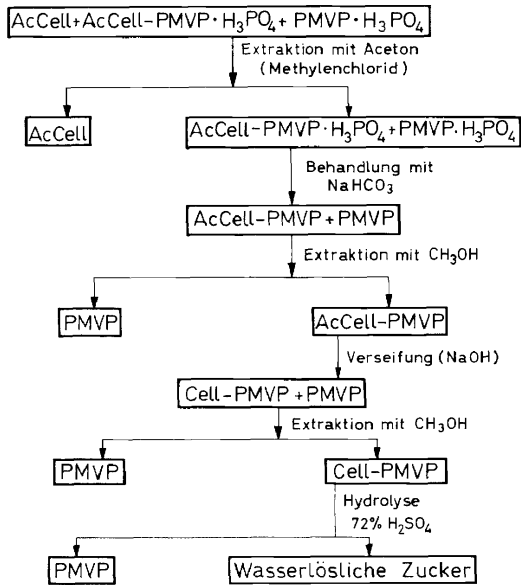 AcCell+AcCell–PMVP·H₃PO₄+ PMVP·H₃PO₄
Extraktion mit Aceton
(Methylenchlorid)
AcCell
AcCell–PMVP·H₃PO₄+PMVP·H₃PO₄
Behandlung mit
NaHCO₃
AcCell–PMVP+PMVP
Extraktion mit CH₃OH
PMVP
AcCell–PMVP
Verseifung (NaOH)
Cell–PMVP +PMVP
Extraktion mit CH₃OH
PMVP
Cell–PMVP
Hydrolyse
72% H₂SO₄
PMVP
Wasserlösliche Zucker